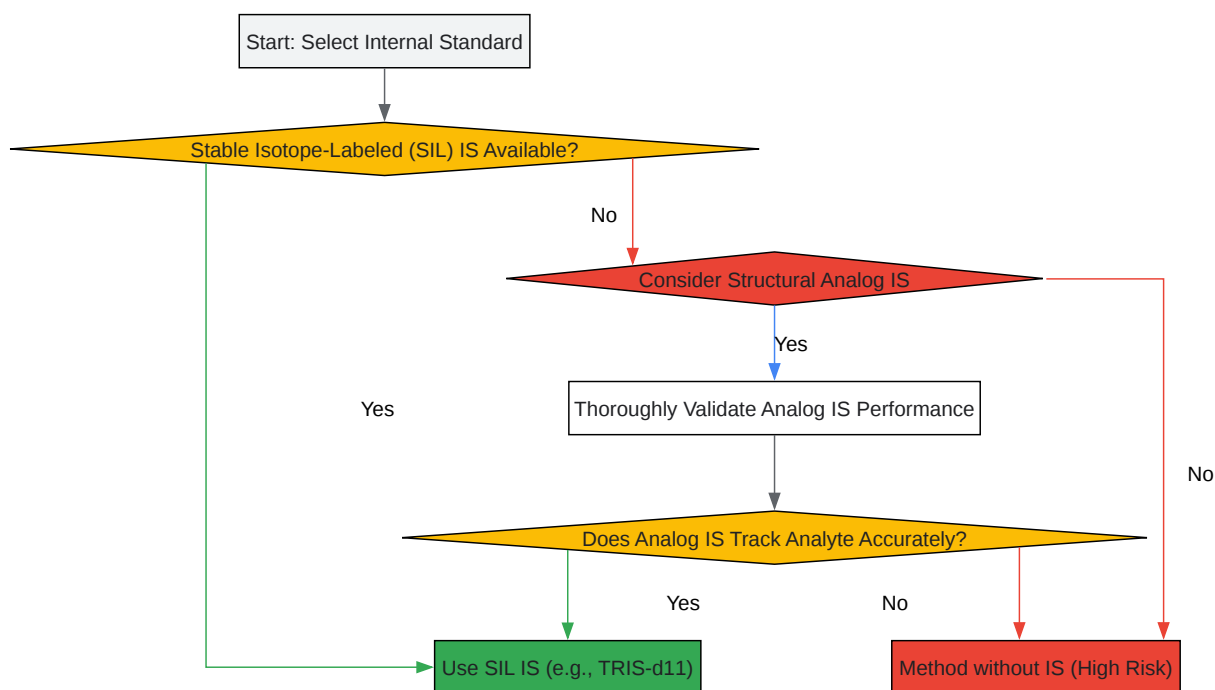 Start: Select Internal Standard
Stable Isotope-Labeled (SIL) IS Available?
No
Consider Structural Analog IS
Yes
Thoroughly Validate Analog IS Performance
Yes
No
Does Analog IS Track Analyte Accurately?
Yes
No
Use SIL IS (e.g., TRIS-d11)
Method without IS (High Risk)